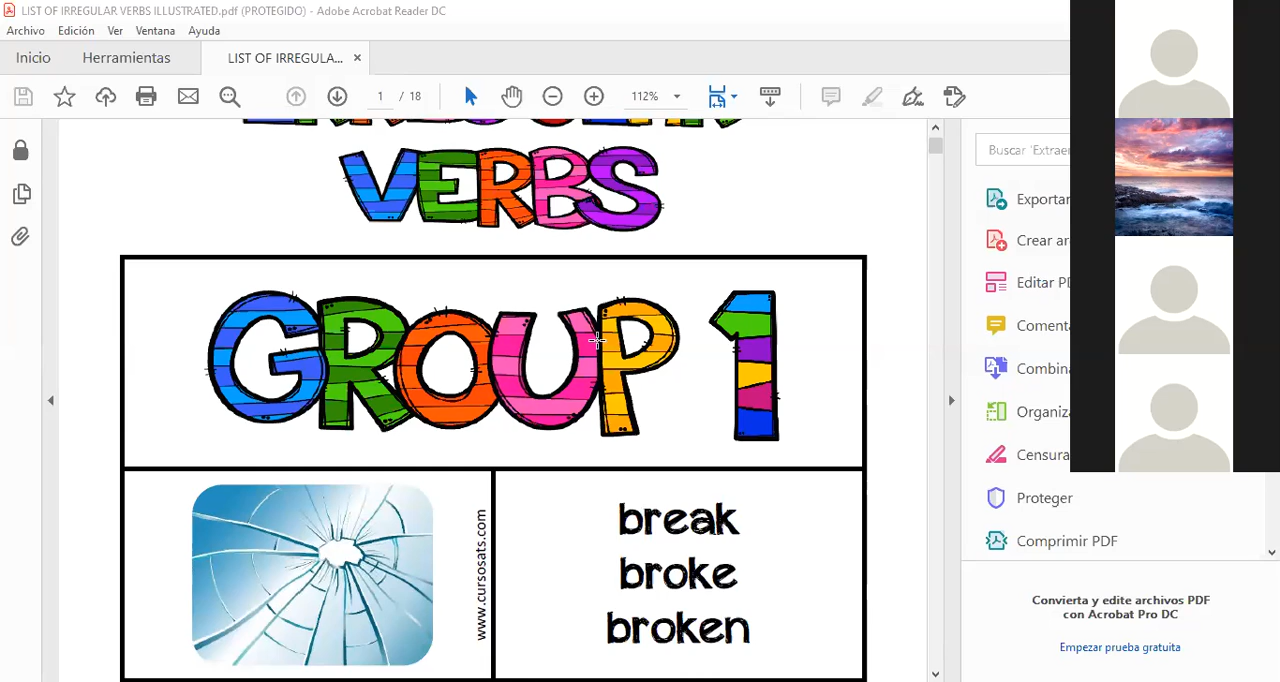 LIST OF IRREGULAR VERBS ILLUSTRATED.pdf (PROTEGIDO) - Adobe Acrobat Reader DC
Archivo Edición Ver Ventana Ayuda
Inicio Herramientas LIST OF IRREGULA... ×
1 / 18 112%
VERBS
GROUP 1
www.cursosats.com
break
broke
broken
Buscar 'Extraer
Exportar
Crear ar
Editar PD
Comenta
Combina
Organiza
Censura
Proteger
Comprimir PDF
Convierta y edite archivos PDF
con Acrobat Pro DC
Empezar prueba gratuita